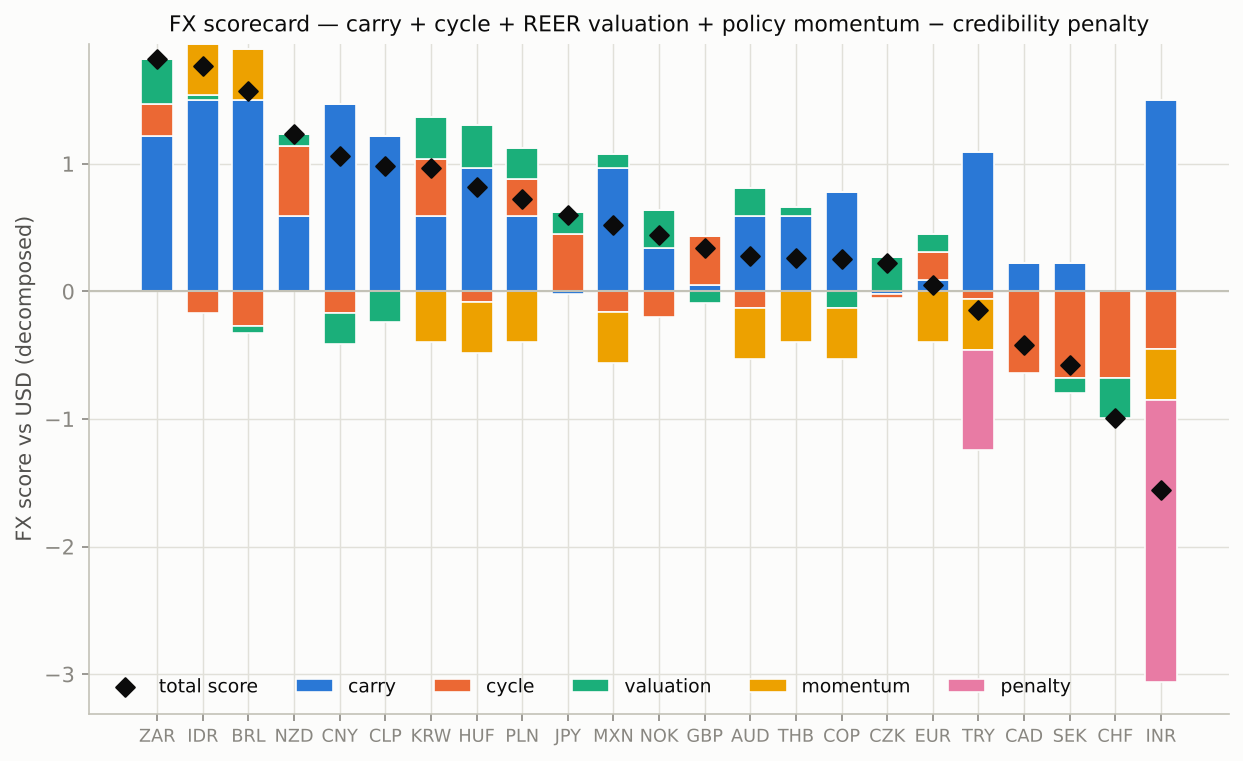 FX scorecard — carry + cycle + REER valuation + policy momentum − credibility penalty
FX score vs USD (decomposed)
1
0
−1
−2
−3
total score carry cycle valuation momentum penalty
ZAR IDR BRL NZD CNY CLP KRW HUF PLN JPY MXN NOK GBP AUD THB COP CZK EUR TRY CAD SEK CHF INR